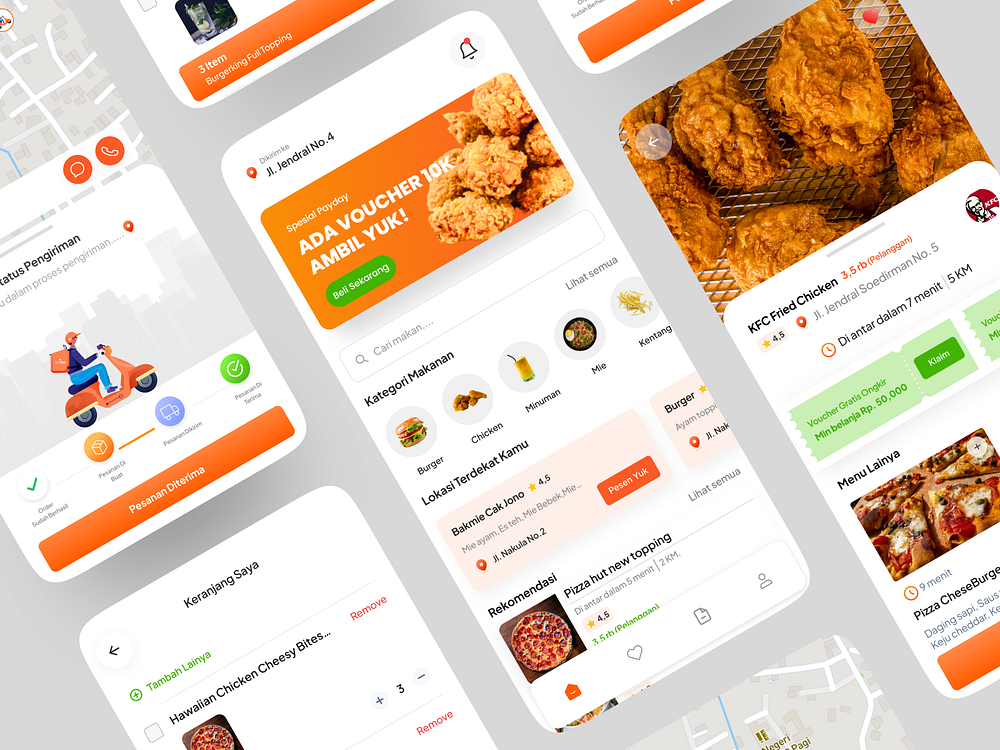 3 item
Burgerking Full Topping
Status Pengiriman
dalam proses pengiriman.....
Order
Sudah Berhasil
Pesanan Di
Buat
Pesanan Dikirim
Pesanan Di
Terima
Pesanan Diterima
Dikirim ke
Jl. Jendral No.4
Spesial Payday
ADA VOUCHER 10K
AMBIL YUK!
Beli Sekarang
Cari makan....
Kategori Makanan
Lihat semua
Burger
Chicken
Minuman
Mie
Kentang
Lokasi Terdekat Kamu
Bakmie Cak Jono 4,5
Mie ayam, Es teh, Mie Bebek,Mie...
Jl. Nakula No.2
Pesen Yuk
Burger
Ayam
Jl. Nak
Rekomendasi
Lihat semua
Pizza hut new topping
Di antar dalam 5 menit | 2 KM.
4,5
3,5 rb (Pelanggan)
Keranjang Saya
Tambah Lainya
Remove
Hawaiian Chicken Cheesy Bites...
3
Remove
KFC
KFC Fried Chicken 3,5 rb (Pelanggan)
4,5
Jl. Jendral Soedirman No. 5
Di antar dalam 7 menit | 5 KM
Voucher Gratis Ongkir
Min belanja Rp. 50,000
Klaim
Menu Lainya
9 menit
Pizza CheseBurge
Daging sapi, Saus
Keju cheddar, Ke
Negeri
Pagi